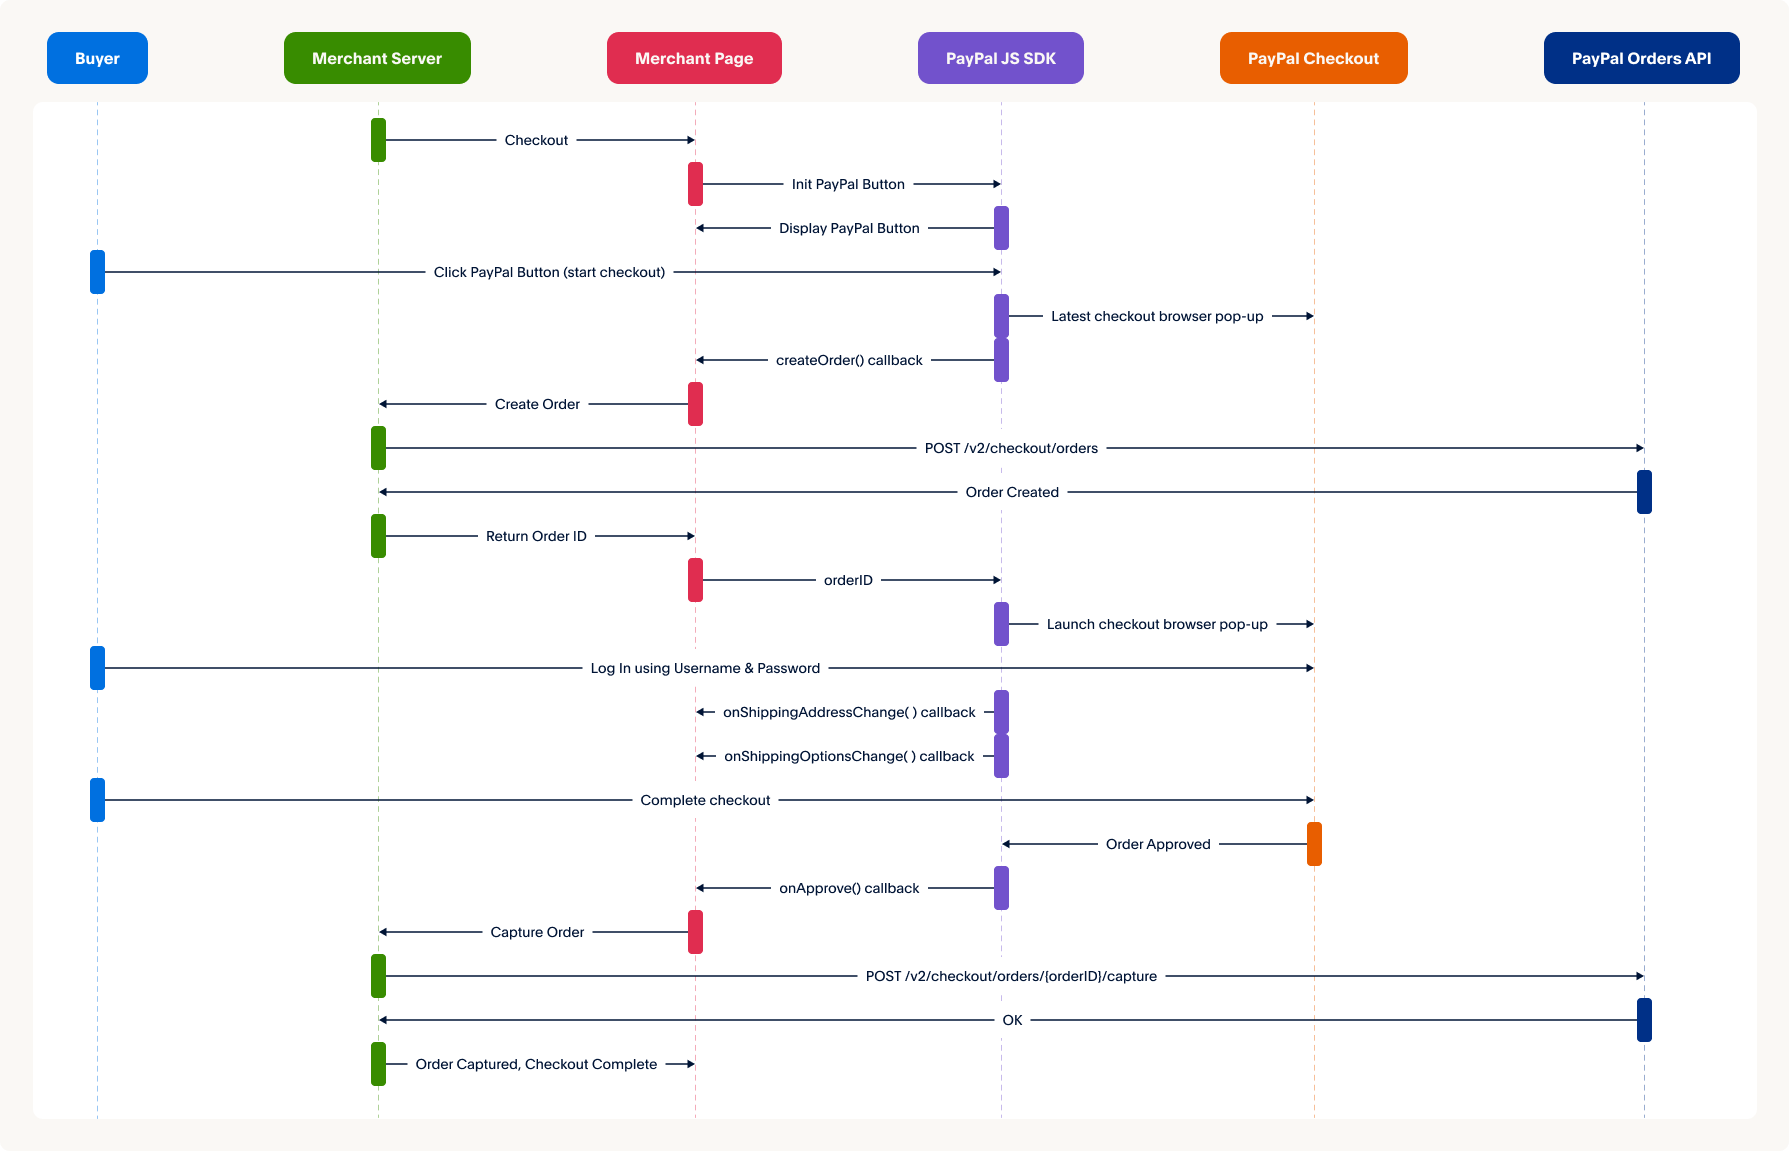 Buyer
Merchant Server
Merchant Page
PayPal JS SDK
PayPal Checkout
PayPal Orders API
Checkout
Init PayPal Button
Display PayPal Button
Click PayPal Button (start checkout)
Latest checkout browser pop-up
createOrder() callback
Create Order
POST /v2/checkout/orders
Order Created
Return Order ID
orderID
Launch checkout browser pop-up
Log In using Username & Password
onShippingAddressChange( ) callback
onShippingOptionsChange( ) callback
Complete checkout
Order Approved
onApprove() callback
Capture Order
POST /v2/checkout/orders/{orderID}/capture
OK
Order Captured, Checkout Complete